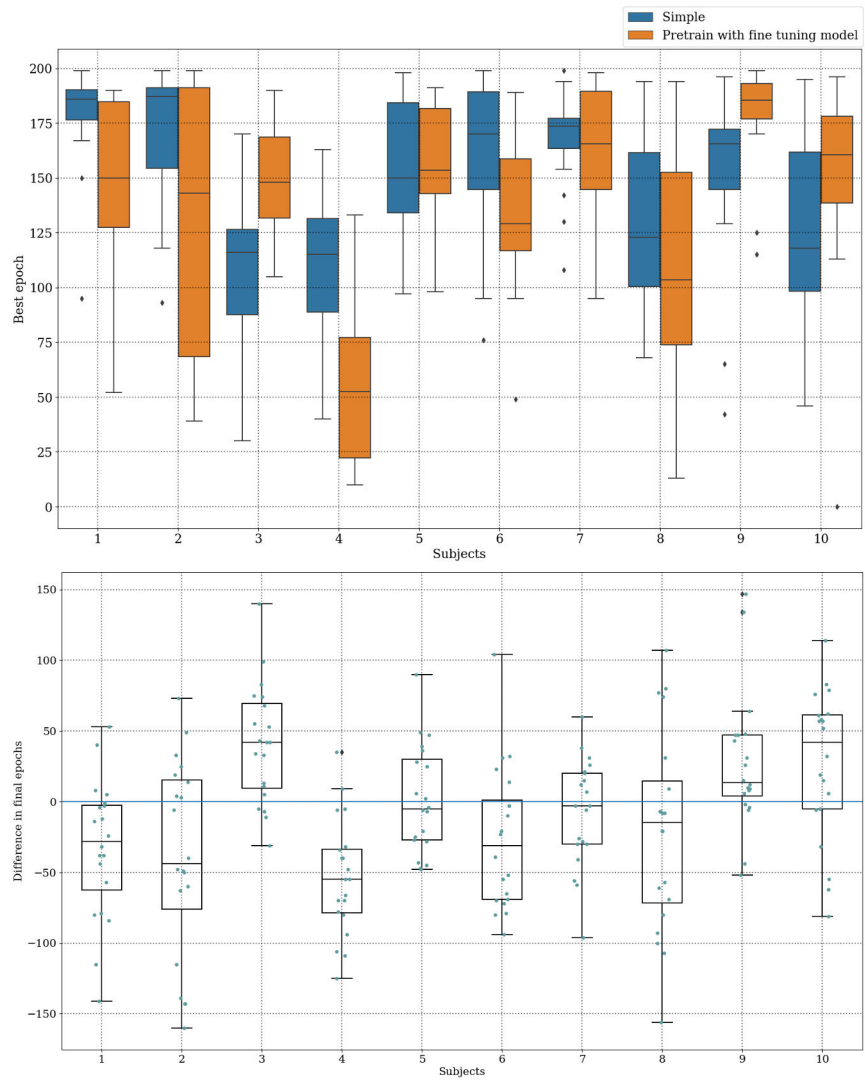 Simple
Pretrain with fine tuning model
200
175
150
125
100
75
50
25
0
Best epoch
1 2 3 4 5 6 7 8 9 10
Subjects
150
100
50
0
−50
−100
−150
Difference in final epochs
1 2 3 4 5 6 7 8 9 10
Subjects